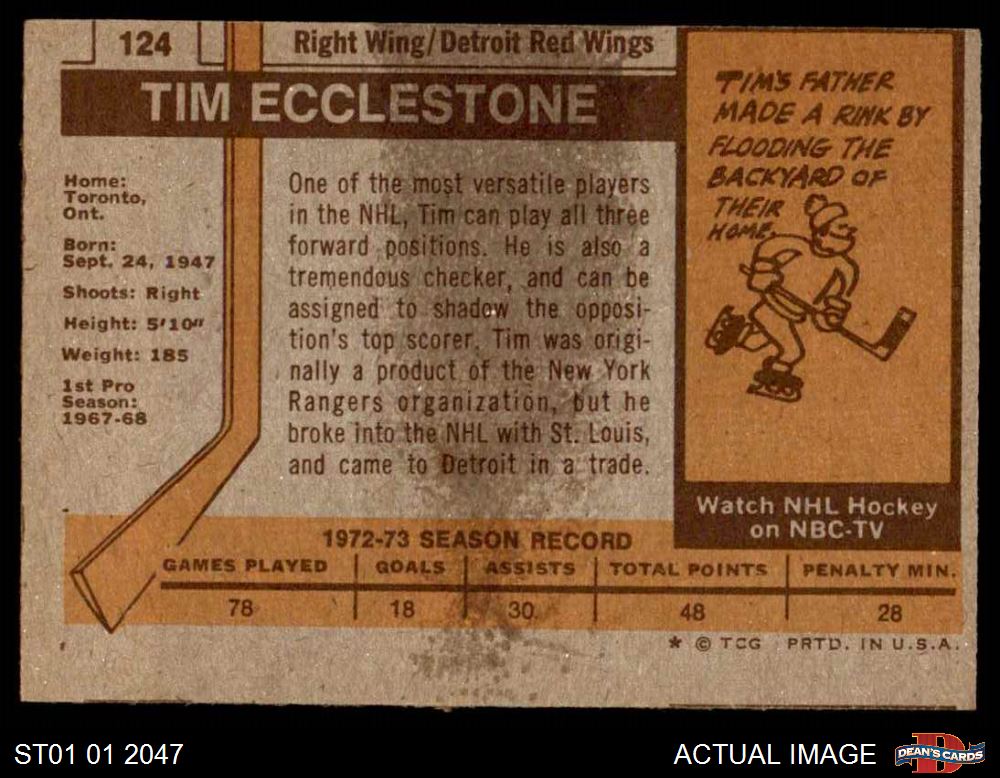 124
Right Wing/Detroit Red Wings
TIM ECCLESTONE
Home:
Toronto,
Ont.
Born:
Sept. 24, 1947
Shoots: Right
Height: 5'10"
Weight: 185
1st Pro
Season:
1967-68
One of the most versatile players
in the NHL, Tim can play all three
forward positions. He is also a
tremendous checker, and can be
assigned to shadow the opposi-
tion's top scorer. Tim was origi-
nally a product of the New York
Rangers organization, but he
broke into the NHL with St. Louis,
and came to Detroit in a trade.
TIM'S FATHER
MADE A RINK BY
FLOODING THE
BACKYARD OF
THEIR
HOME.
Watch NHL Hockey
on NBC-TV
1972-73 SEASON RECORD
GAMES PLAYED GOALS ASSISTS TOTAL POINTS PENALTY MIN.
78 18 30 48 28
* © TCG PRTD. IN U.S.A.
ST01 01 2047
ACTUAL IMAGE
D
DEAN'S CARDS